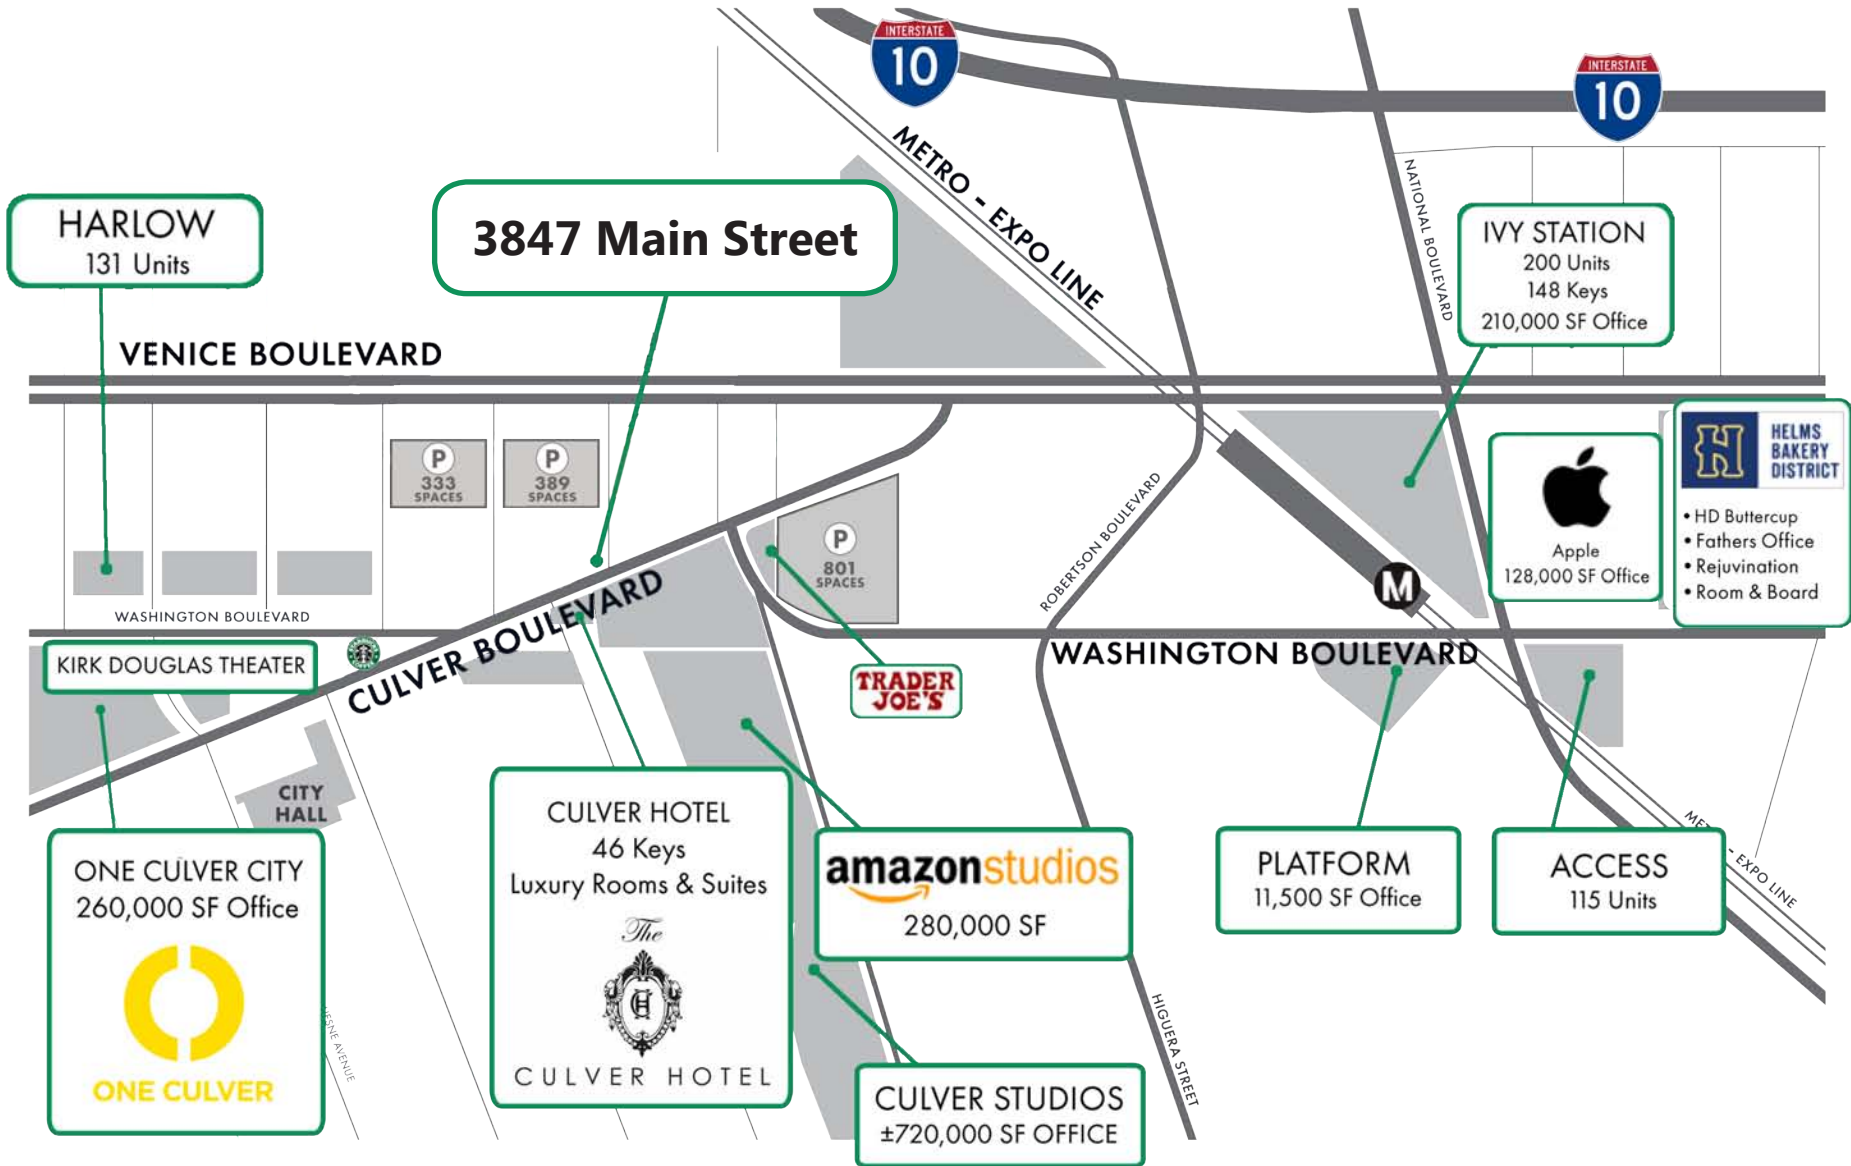 INTERSTATE
10
INTERSTATE
10
METRO - EXPO LINE
NATIONAL BOULEVARD
HARLOW
131 Units
3847 Main Street
IVY STATION
200 Units
148 Keys
210,000 SF Office
VENICE BOULEVARD
P
333
SPACES
P
389
SPACES
P
801
SPACES
ROBERTSON BOULEVARD
Apple
128,000 SF Office
H
HELMS
BAKERY
DISTRICT
• HD Buttercup
• Fathers Office
• Rejuvination
• Room & Board
M
WASHINGTON BOULEVARD
KIRK DOUGLAS THEATER
CULVER BOULEVARD
WASHINGTON BOULEVARD
TRADER
JOE'S
CITY
HALL
ONE CULVER CITY
260,000 SF Office
ONE CULVER
CULVER HOTEL
46 Keys
Luxury Rooms & Suites
The
CH
CULVER HOTEL
amazonstudios
280,000 SF
PLATFORM
11,500 SF Office
ACCESS
115 Units
- EXPO LINE
AVENUE
HIGUERA STREET
CULVER STUDIOS
±720,000 SF OFFICE